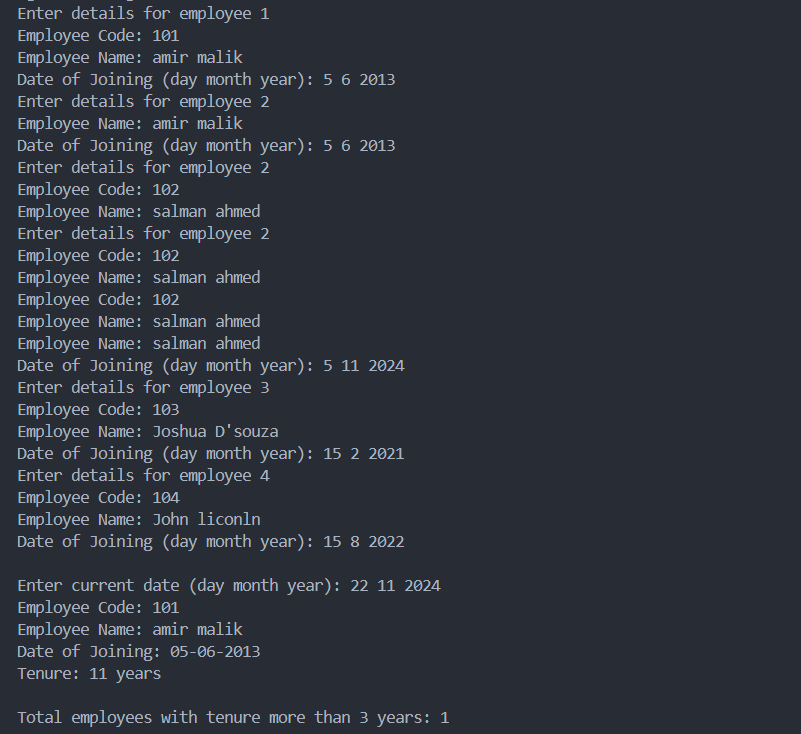 Enter details for employee 1
Employee Code: 101
Employee Name: amir malik
Date of Joining (day month year): 5 6 2013
Enter details for employee 2
Employee Name: amir malik
Date of Joining (day month year): 5 6 2013
Enter details for employee 2
Employee Code: 102
Employee Name: salman ahmed
Enter details for employee 2
Employee Code: 102
Employee Name: salman ahmed
Employee Code: 102
Employee Name: salman ahmed
Employee Name: salman ahmed
Date of Joining (day month year): 5 11 2024
Enter details for employee 3
Employee Code: 103
Employee Name: Joshua D'souza
Date of Joining (day month year): 15 2 2021
Enter details for employee 4
Employee Code: 104
Employee Name: John liconln
Date of Joining (day month year): 15 8 2022
Enter current date (day month year): 22 11 2024
Employee Code: 101
Employee Name: amir malik
Date of Joining: 05-06-2013
Tenure: 11 years
Total employees with tenure more than 3 years: 1